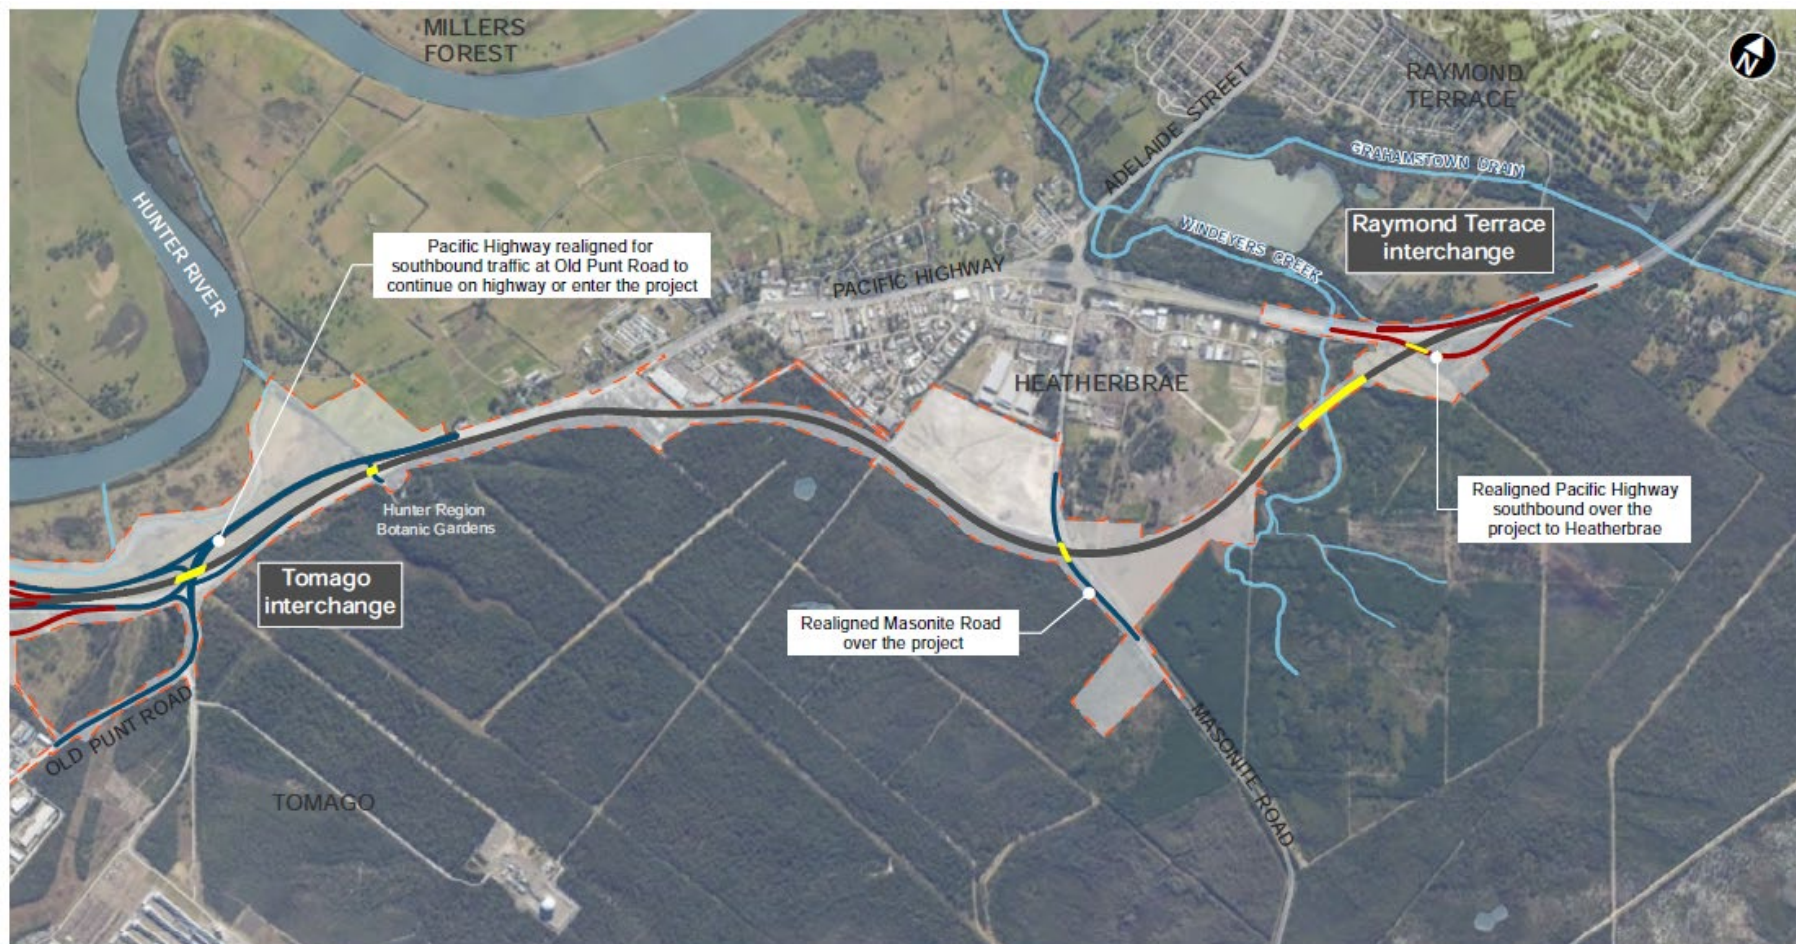 MILLERS
FOREST
RAYMOND
TERRACE
N
ADELAIDE STREET
GRAHAMSTOWN DRAIN
HUNTER RIVER
WINDEYERS CREEK
Raymond Terrace
interchange
Pacific Highway realigned for
southbound traffic at Old Punt Road to
continue on highway or enter the project
PACIFIC HIGHWAY
HEATHERBRAE
Hunter Region
Botanic Gardens
Realigned Pacific Highway
southbound over the
project to Heatherbrae
Tomago
interchange
Realigned Masonite Road
over the project
OLD PUNT ROAD
MASONITE ROAD
TOMAGO